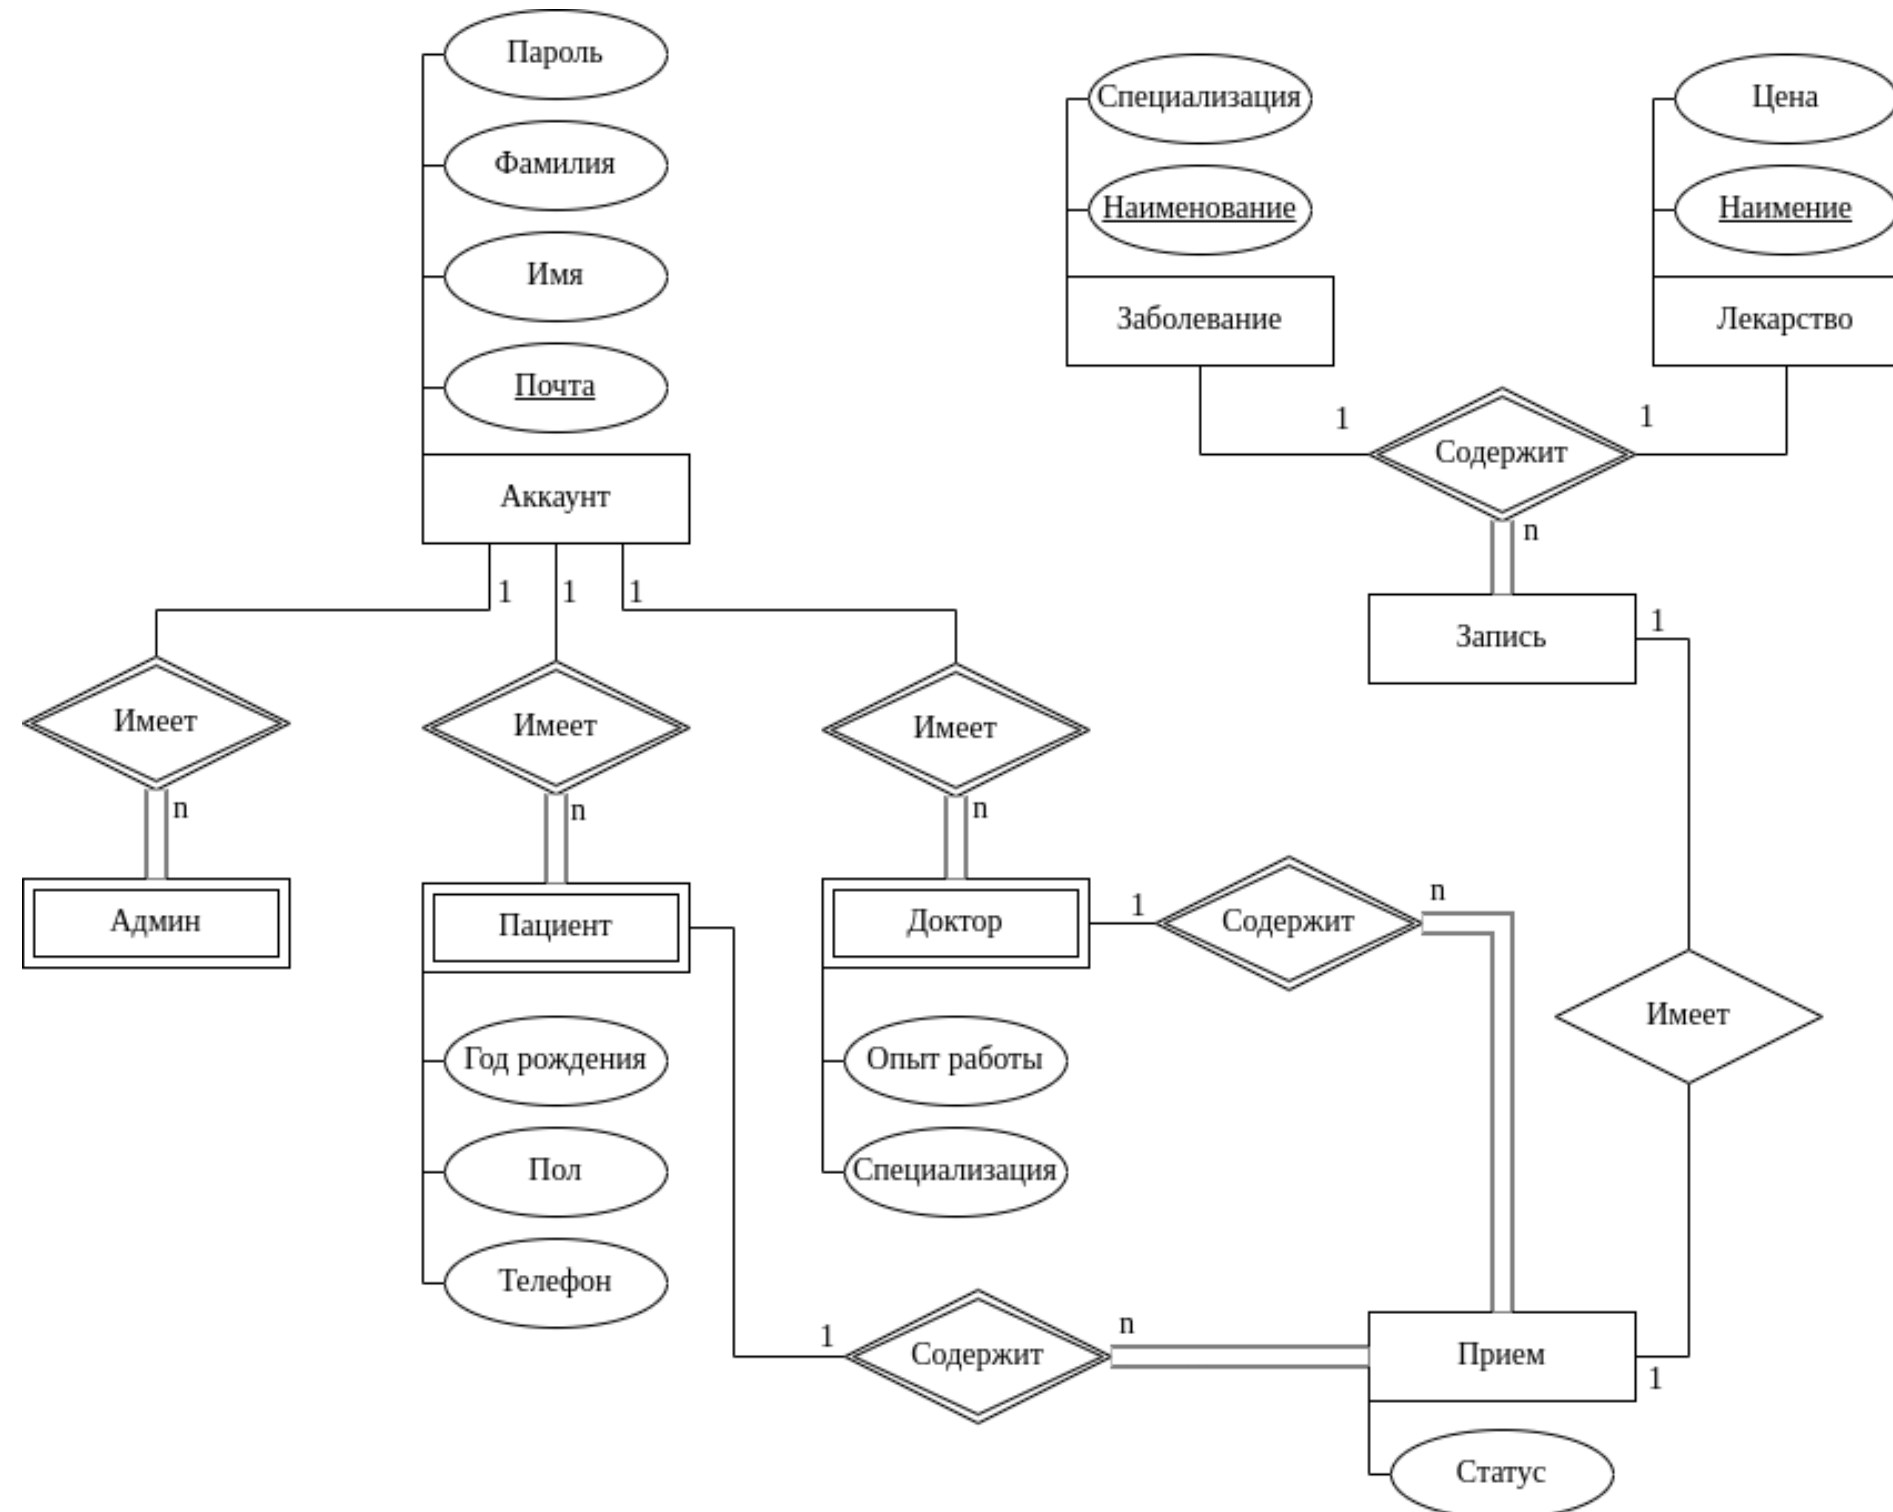 Пароль
Фамилия
Имя
Почта
Аккаунт
Специализация
Наименование
Заболевание
Цена
Наимение
Лекарство
1
Содержит
1
n
Запись
1
1
1
1
Имеет
Имеет
Имеет
n
n
n
Админ
Пациент
Доктор
1
Содержит
n
Имеет
Год рождения
Пол
Телефон
Опыт работы
Специализация
1
Содержит
n
Прием
1
Статус